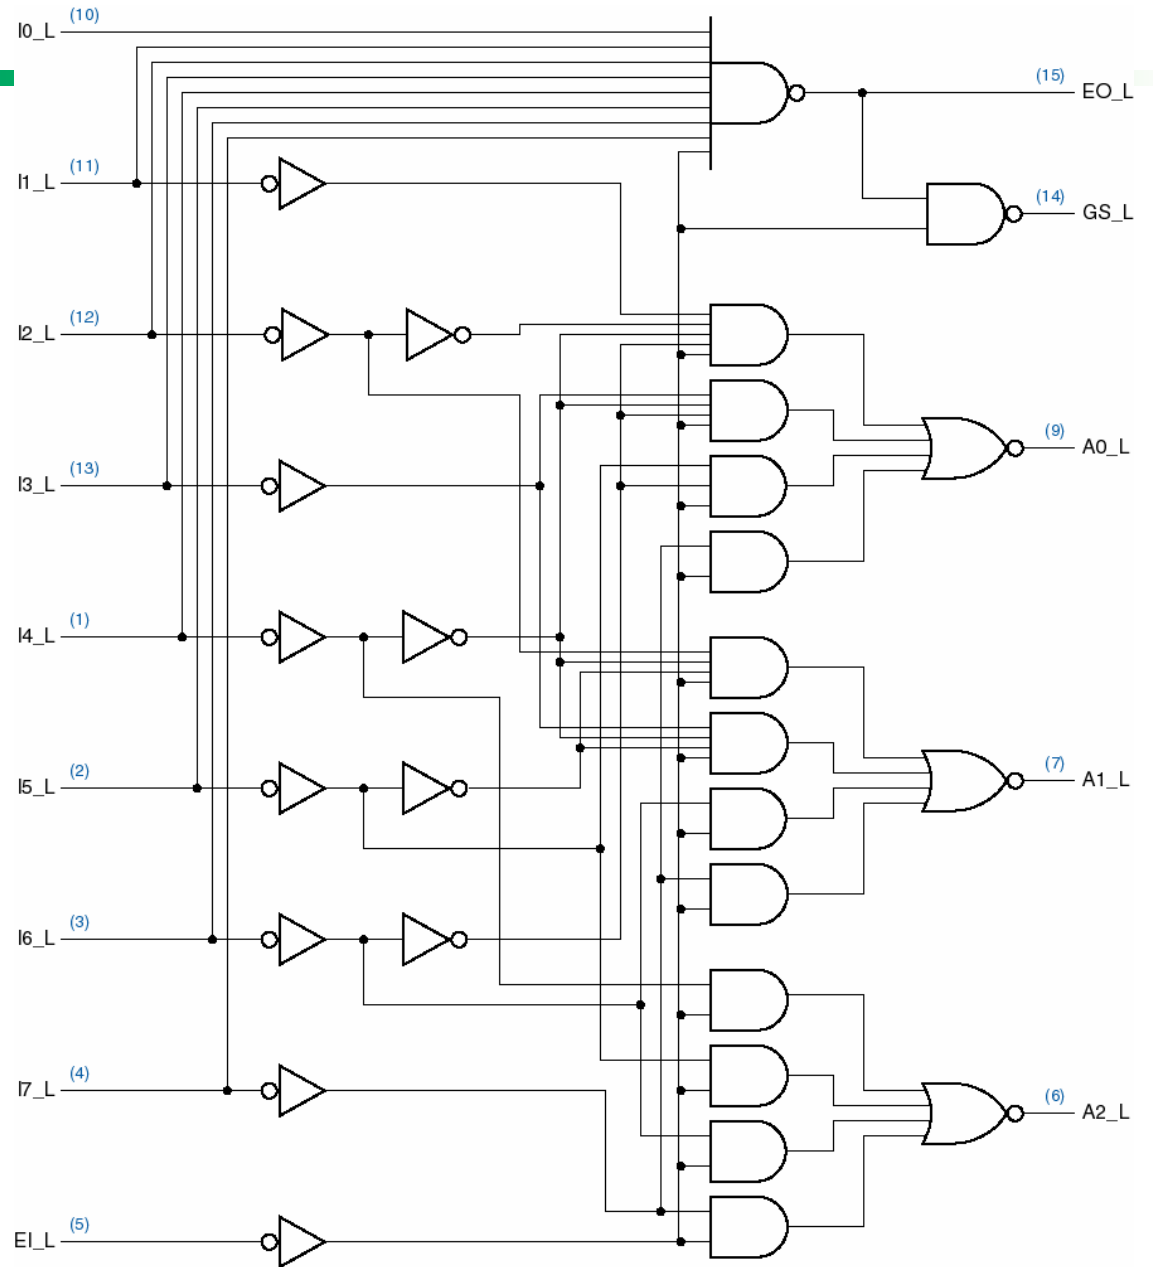 I0_L (10)
(15) EO_L
I1_L (11)
(14) GS_L
I2_L (12)
(9) A0_L
I3_L (13)
I4_L (1)
I5_L (2)
(7) A1_L
I6_L (3)
I7_L (4)
(6) A2_L
EI_L (5)